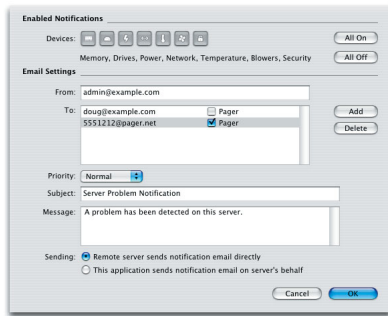 Enabled Notifications
Devices:
All On
Memory, Drives, Power, Network, Temperature, Blowers, Security
All Off
Email Settings
From: admin@example.com
To: doug@example.com Pager
Add
5551212@pager.net Pager
Delete
Priority: Normal
Subject: Server Problem Notification
Message: A problem has been detected on this server.
Sending: Remote server sends notification email directly
This application sends notification email on server's behalf
Cancel OK